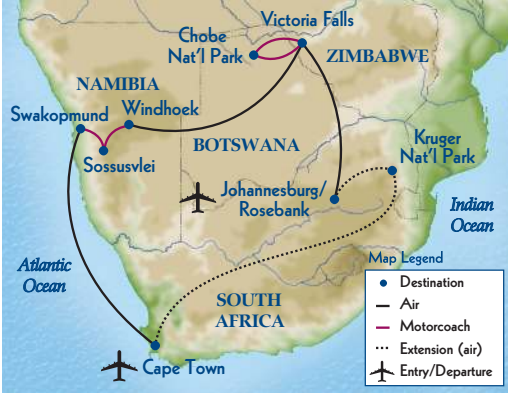 Victoria Falls
Chobe
Nat'l Park
ZIMBABWE
NAMIBIA
Swakopmund
Windhoek
Sossusvlei
BOTSWANA
Kruger
Nat'l Park
Johannesburg/
Rosebank
Indian
Ocean
Atlantic
Ocean
SOUTH
AFRICA
Cape Town
Map Legend
Destination
Air
Motorcoach
Extension (air)
Entry/Departure